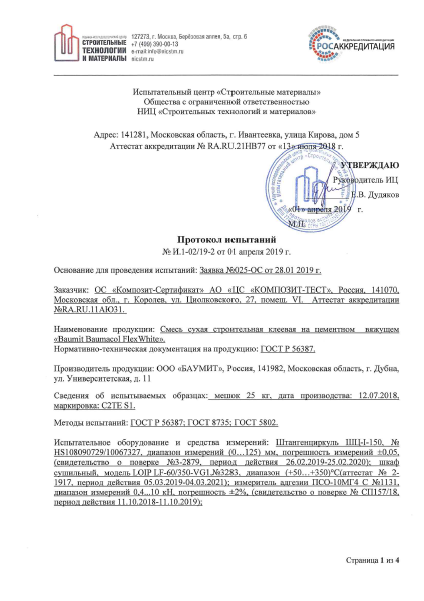 СТРОИТЕЛЬНЫЕ
ТЕХНОЛОГИИ
И МАТЕРИАЛЫ
127273, г. Москва, Берёзовая аллея, 5а, стр. 6
+7 (499) 390-00-13
e-mail info@nicstm.ru
nicstm.ru
РОСАККРЕДИТАЦИЯ
Испытательный центр «Строительные материалы»
Общества с ограниченной ответственностью
НИЦ «Строительных технологий и материалов»
Адрес: 141281, Московская область, г. Ивантеевка, улица Кирова, дом 5
Аттестат аккредитации № RA.RU.21НВ77 от «13» июля 2018 г.
УТВЕРЖДАЮ
Руководитель ИЦ
Е.В. Дудяков
«01» апреля 2019 г.
М.П.
Протокол испытаний
№ И.1-02/19-2 от 01 апреля 2019 г.
Основание для проведения испытаний: Заявка №025-ОС от 28.01 2019 г.
Заказчик: ОС «Композит-Сертификат» АО «ЦС «КОМПОЗИТ-ТЕСТ», Россия, 141070,
Московская обл., г. Королев, ул. Циолковского, 27, помещ. VI. Аттестат аккредитации
№RA.RU.11АЮ31.
Наименование продукции: Смесь сухая строительная клеевая на цементном вяжущем
«Baumit Baumacol FlexWhite».
Нормативно-техническая документация на продукцию: ГОСТ Р 56387.
Производитель продукции: ООО «БАУМИТ», Россия, 141982, Московская область, г. Дубна,
ул. Университетская, д. 11
Сведения об испытываемых образцах: мешок 25 кг, дата производства: 12.07.2018,
маркировка: C2TE S1.
Методы испытаний: ГОСТ Р 56387; ГОСТ 8735; ГОСТ 5802.
Испытательное оборудование и средства измерений: Штангенциркуль ШЦ-I-150, №
HS108090729/10067327, диапазон измерений (0…125) мм, погрешность измерений ±0,05,
(свидетельство о поверке №3-2879, период действия 26.02.2019-25.02.2020); шкаф
сушильный, модель LOIP LF-60/350-VG1,№3283, диапазон (+50…+350)°С(аттестат № 2-
1917, период действия 05.03.2019-04.03.2021); измеритель адгезии ПСО-10МГ4 С №1131,
диапазон измерений 0,4...10 кН, погрешность ±2%, (свидетельство о поверке № СП157/18,
период действия 11.10.2018-11.10.2019);
Страница 1 из 4